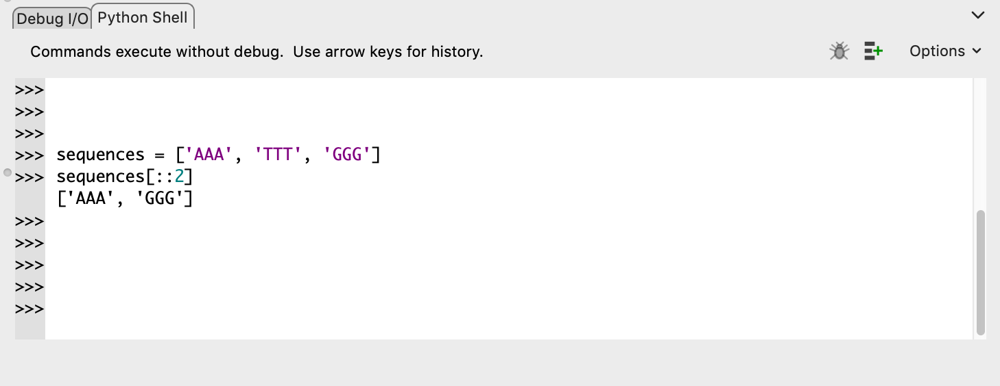 Debug I/O Python Shell
Commands execute without debug.  Use arrow keys for history.
Options
>>>
>>>
>>>
>>> sequences = ['AAA', 'TTT', 'GGG']
>>> sequences[::2]
['AAA', 'GGG']
>>>
>>>
>>>
>>>
>>>